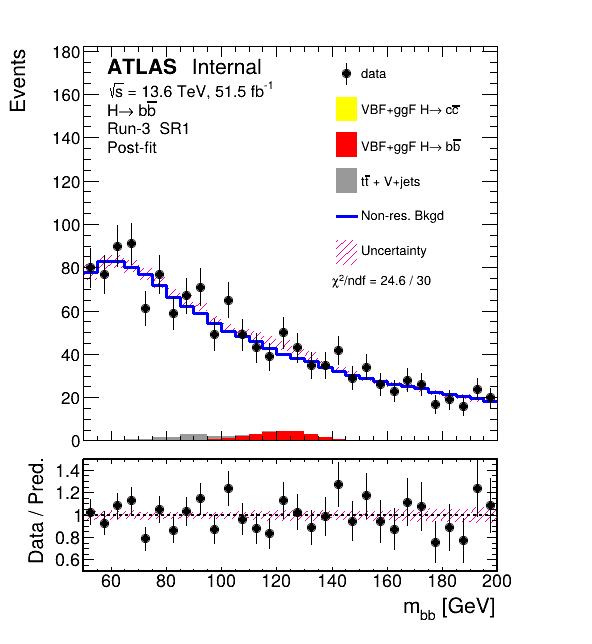 Events
180
160
140
120
100
80
60
40
20
0
ATLAS Internal
√s = 13.6 TeV, 51.5 fb⁻¹
H→ bb̅
Run-3 SR1
Post-fit
data
VBF+ggF H→ cc̅
VBF+ggF H→ bb̅
tt̅ + V+jets
Non-res. Bkgd
Uncertainty
χ²/ndf = 24.6 / 30
Data / Pred.
1.4
1.2
1
0.8
0.6
60 80 100 120 140 160 180 200
m_bb [GeV]